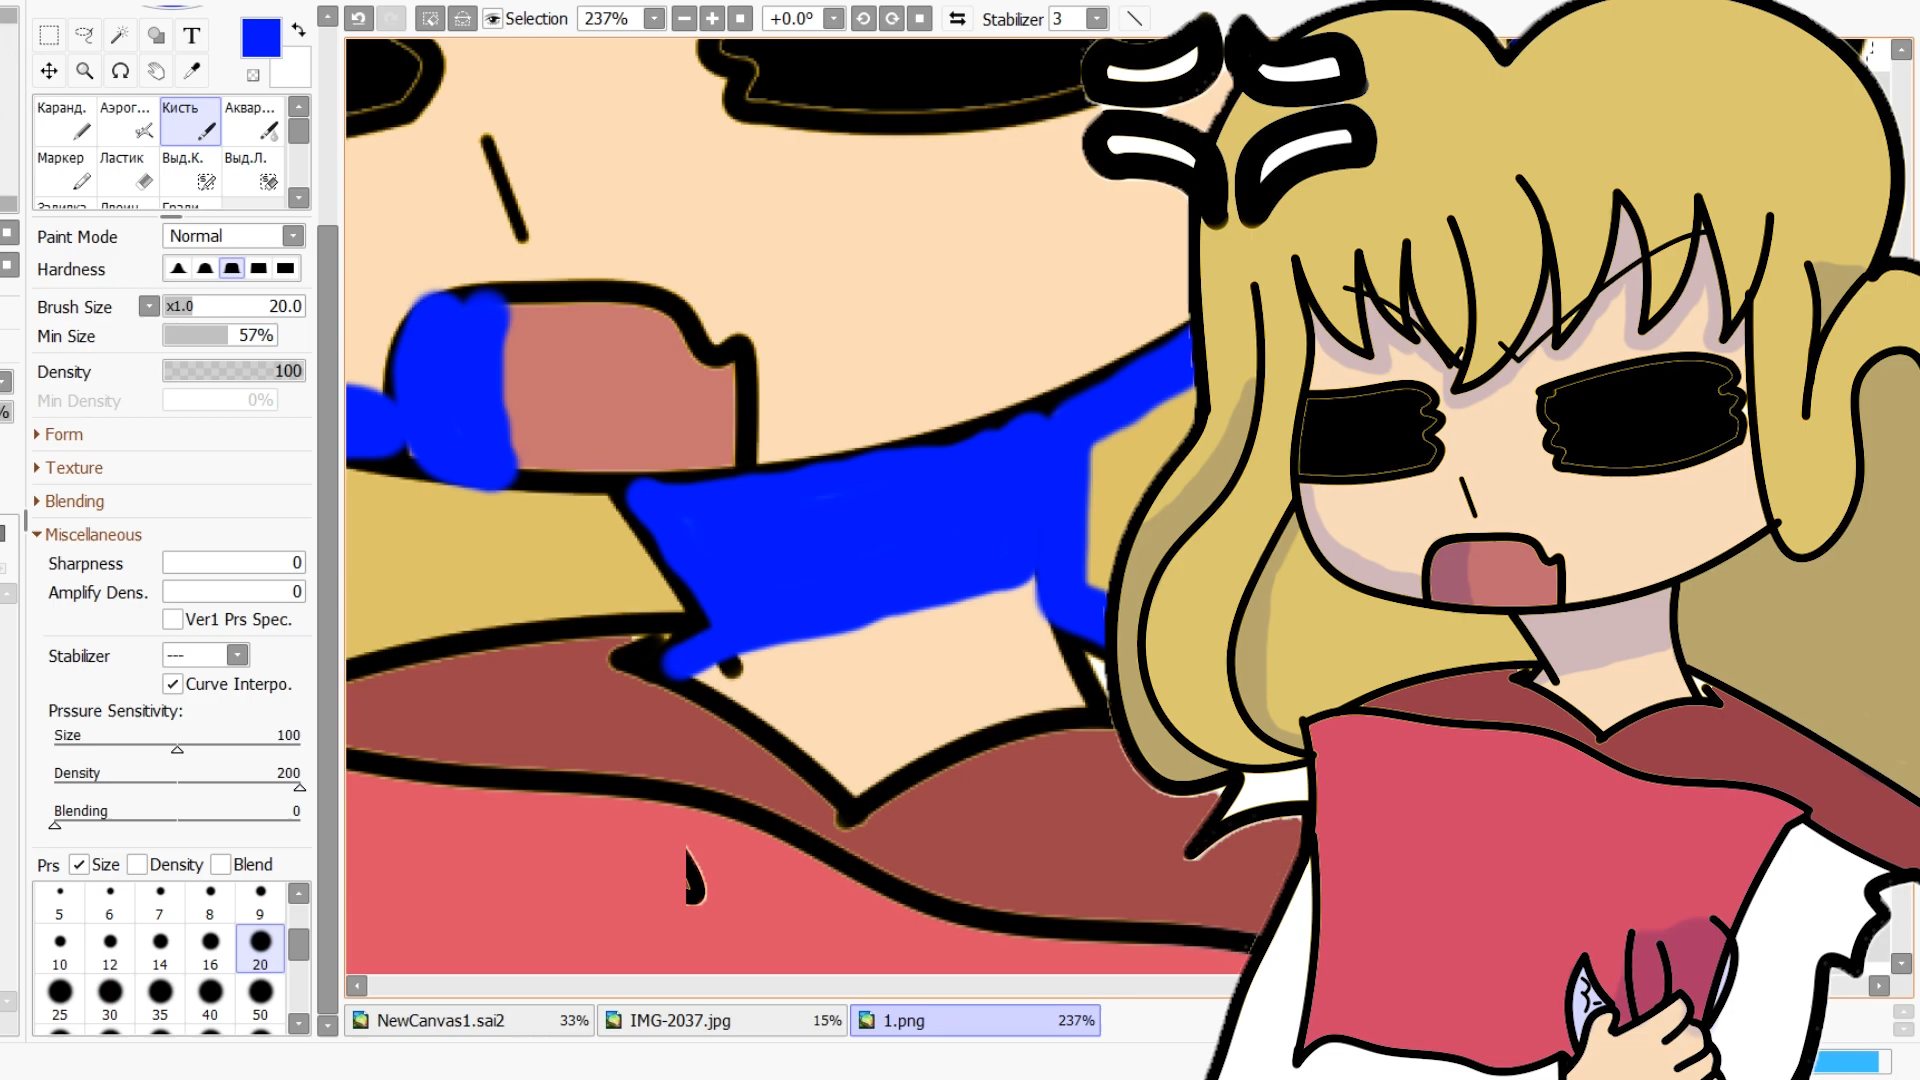 Selection 237% +0.0° Stabilizer 3
T
Каранд. Аэрог... Кисть Аквар...
Маркер Ластик Выд.К. Выд.Л.
Paint Mode Normal
Hardness
Brush Size x1.0 20.0
Min Size 57%
Density 100
Min Density 0%
%
Form
Texture
Blending
Miscellaneous
Sharpness 0
Amplify Dens. 0
Ver1 Prs Spec.
Stabilizer ---
Curve Interpo.
Prssure Sensitivity:
Size 100
Density 200
Blending 0
Prs Size Density Blend
5 6 7 8 9
10 12 14 16 20
25 30 35 40 50
NewCanvas1.sai2 33% IMG-2037.jpg 15% 1.png 237%